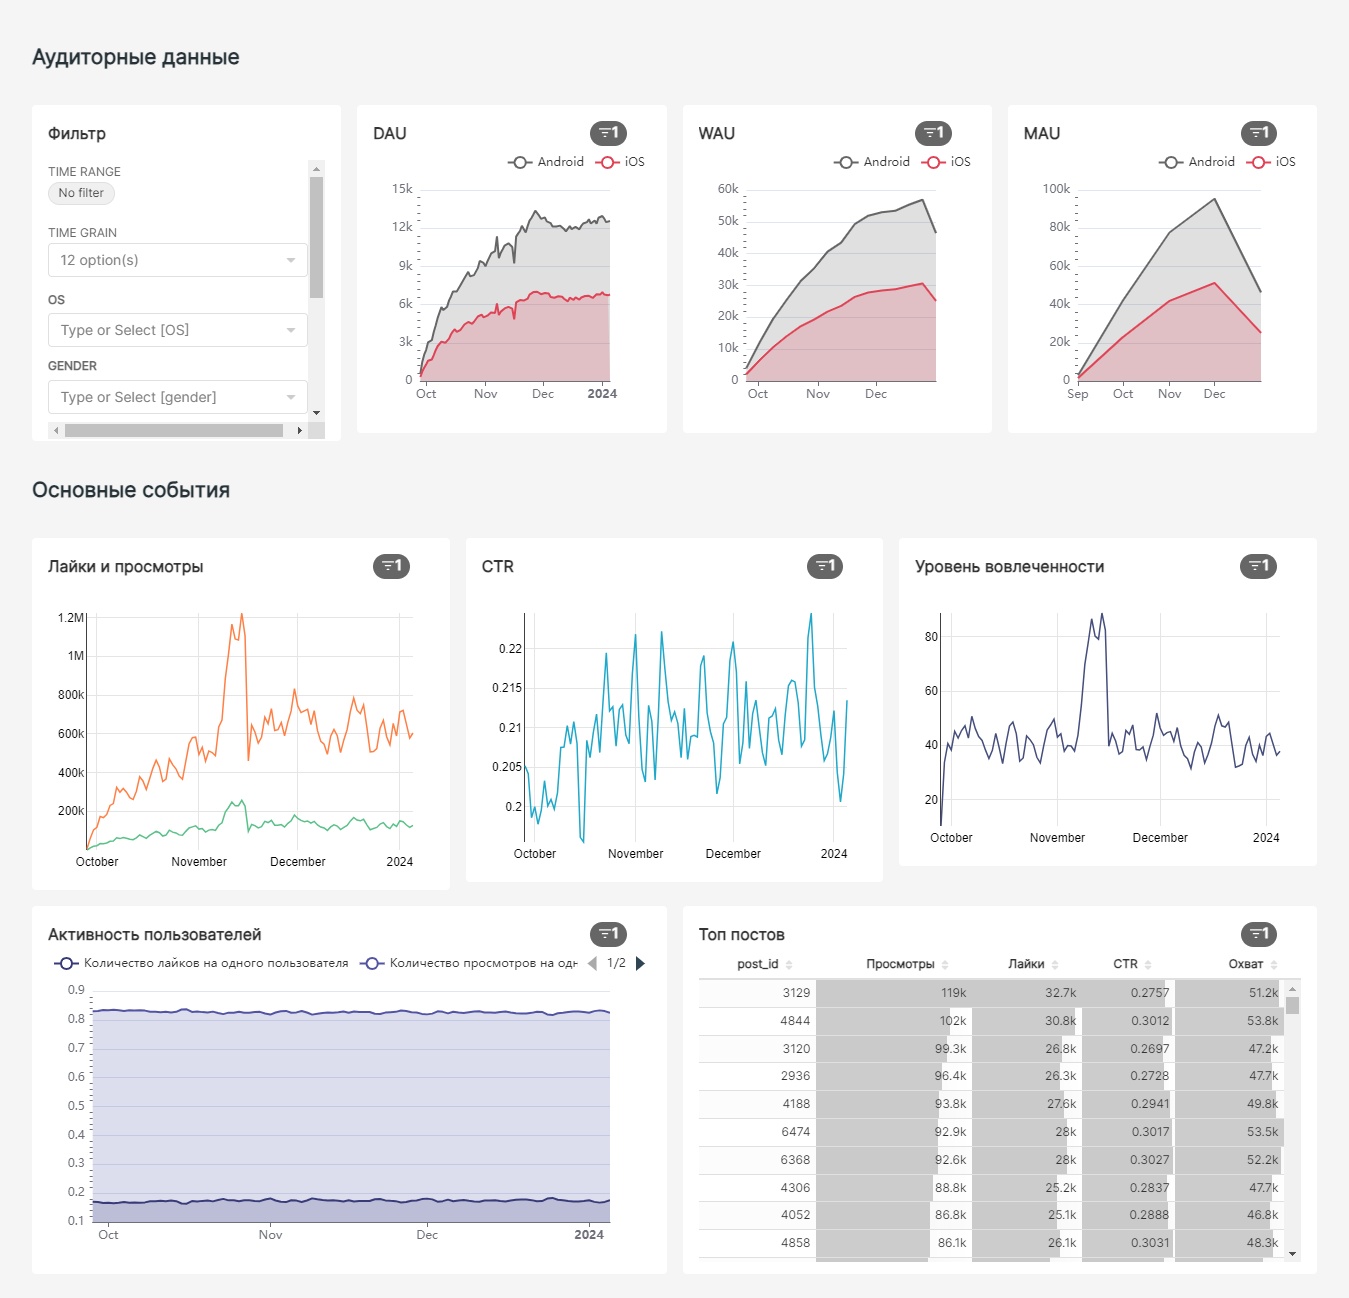 Аудиторные данные
Фильтр
TIME RANGE
No filter
TIME GRAIN
12 option(s)
OS
Type or Select [OS]
GENDER
Type or Select [gender]
DAU
1
Android iOS
15k
12k
9k
6k
3k
0
Oct Nov Dec 2024
WAU
1
Android iOS
60k
50k
40k
30k
20k
10k
0
Oct Nov Dec
MAU
1
Android iOS
100k
80k
60k
40k
20k
0
Sep Oct Nov Dec
Основные события
Лайки и просмотры
1
1.2M
1M
800k
600k
400k
200k
October November December 2024
CTR
1
0.22
0.215
0.21
0.205
0.2
October November December 2024
Уровень вовлеченности
1
80
60
40
20
October November December 2024
Активность пользователей
1
Количество лайков на одного пользователя Количество просмотров на одн 1/2
0.9
0.8
0.7
0.6
0.5
0.4
0.3
0.2
0.1
Oct Nov Dec 2024
Топ постов
1
post_id Просмотры Лайки CTR Охват
3129 119k 32.7k 0.2757 51.2k
4844 102k 30.8k 0.3012 53.8k
3120 99.3k 26.8k 0.2697 47.2k
2936 96.4k 26.3k 0.2728 47.7k
4188 93.8k 27.6k 0.2941 49.8k
6474 92.9k 28k 0.3017 53.5k
6368 92.6k 28k 0.3027 52.2k
4306 88.8k 25.2k 0.2837 47.7k
4052 86.8k 25.1k 0.2888 46.8k
4858 86.1k 26.1k 0.3031 48.3k